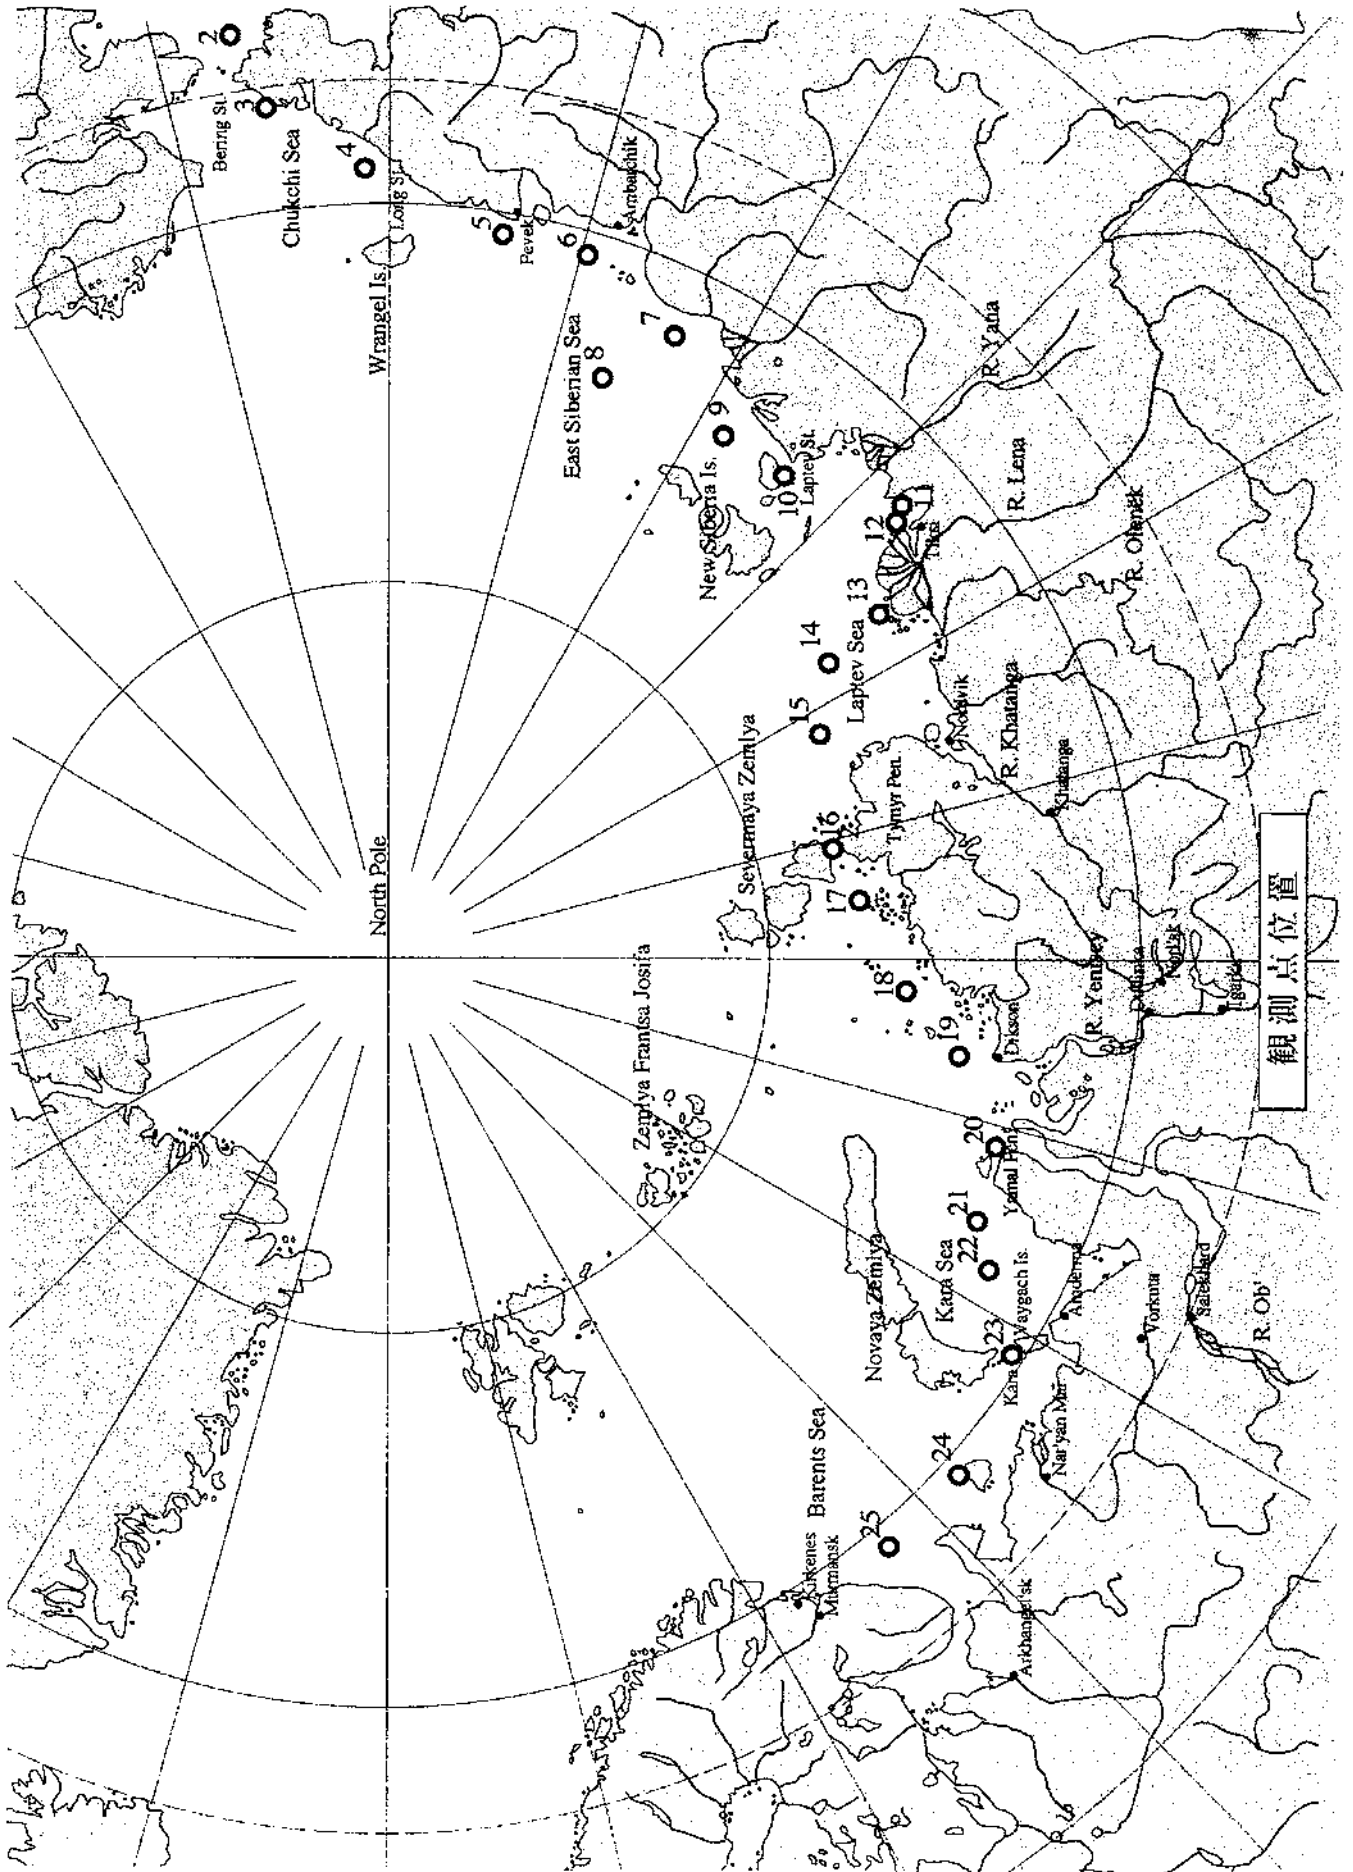 2
Bering St.
3
Chukchi Sea
4
Long St.
Wrangel Is.
5
Pevek
6
Ambarchik
7
East Siberian Sea
8
9
New Siberia Is.
10
Laptev St.
R. Yana
11
12
Tiksi
R. Lena
13
R. Olenek
14
Laptev Sea
15
Nordvik
R. Khatanga
Khatanga
Severnaya Zemlya
Tymyr Pen.
16
17
North Pole
18
Zemlya Frantsa Josifa
19
Dikson
R. Yenisey
Dudinka
Noril'sk
Igarka
観測点位置
20
Yamal Pen.
21
22
Kara Sea
Novaya Zemlya
23
Kara
Waygach Is.
Amderma
Vorkuta
Salekhard
R. Ob'
Nar'yan Mar
24
Barents Sea
25
Kirkenes
Murmansk
Arkhangel'sk